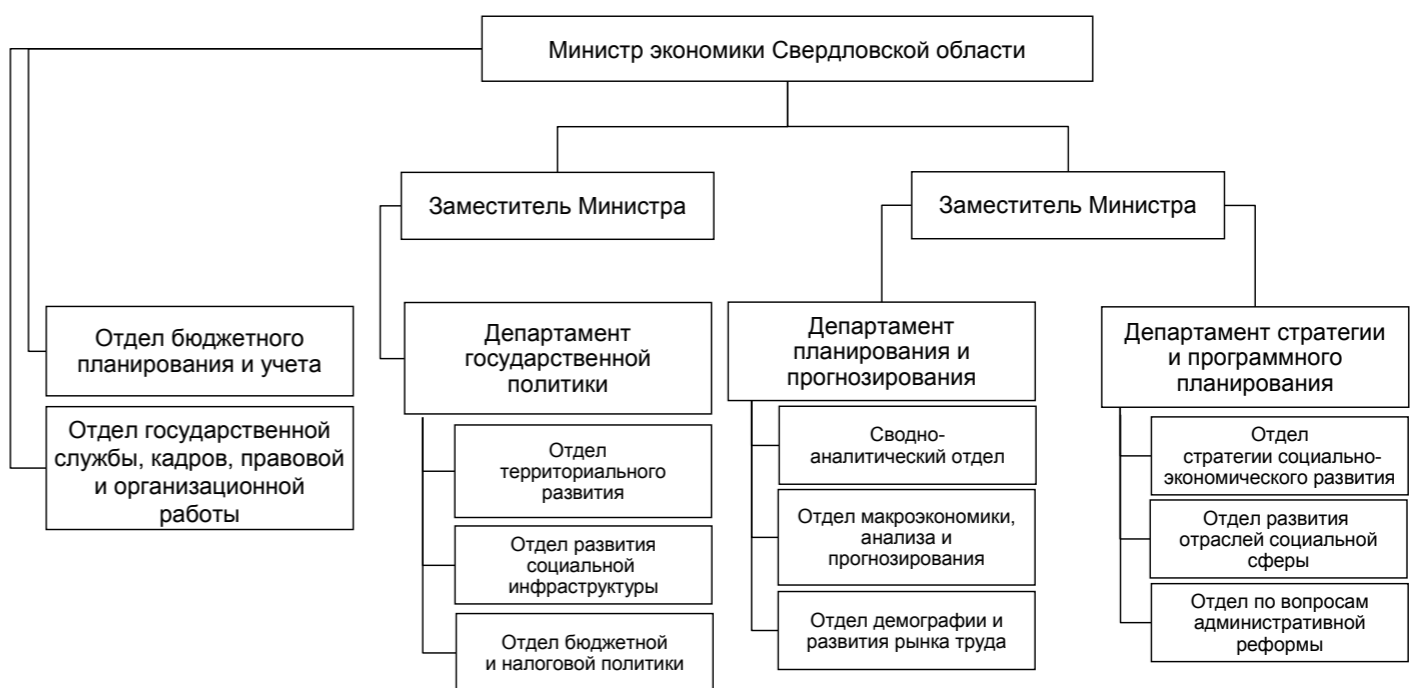 Министр экономики Свердловской области
Заместитель Министра
Заместитель Министра
Отдел бюджетного
планирования и учета
Отдел государственной
службы, кадров, правовой
и организационной
работы
Департамент
государственной
политики
Отдел
территориального
развития
Отдел развития
социальной
инфраструктуры
Отдел бюджетной
и налоговой политики
Департамент
планирования и
прогнозирования
Сводно-
аналитический отдел
Отдел макроэкономики,
анализа и
прогнозирования
Отдел демографии и
развития рынка труда
Департамент стратегии
и программного
планирования
Отдел
стратегии социально-
экономического развития
Отдел развития
отраслей социальной
сферы
Отдел по вопросам
административной
реформы